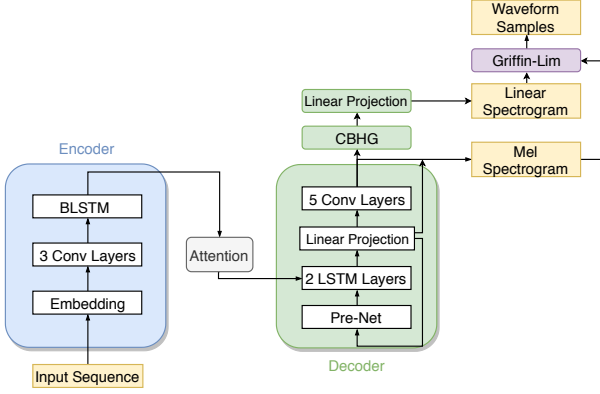 Waveform
Samples
Griffin-Lim
Linear Projection
Linear
Spectrogram
CBHG
Encoder
Mel
Spectrogram
5 Conv Layers
BLSTM
Linear Projection
3 Conv Layers
Attention
2 LSTM Layers
Embedding
Pre-Net
Decoder
Input Sequence